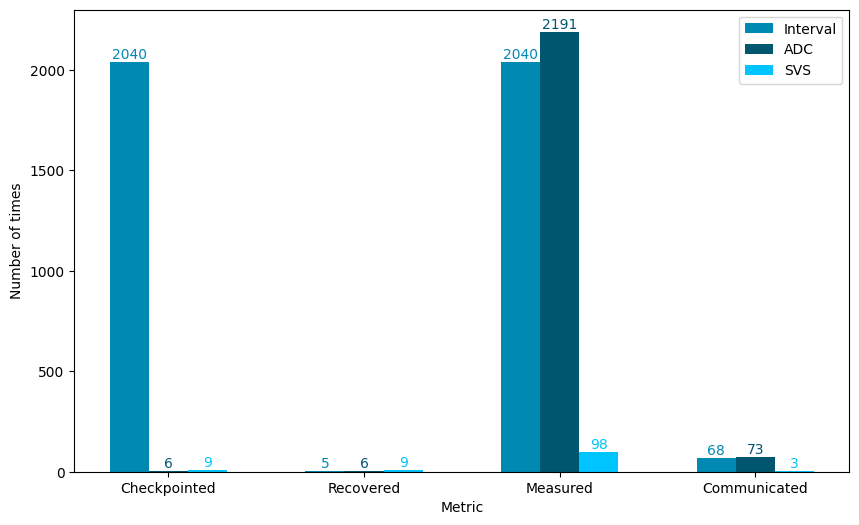 2040
2040
2191
Interval
ADC
SVS
2000
1500
1000
500
0
Number of times
6
9
5
6
9
98
68
73
3
Checkpointed
Recovered
Measured
Communicated
Metric